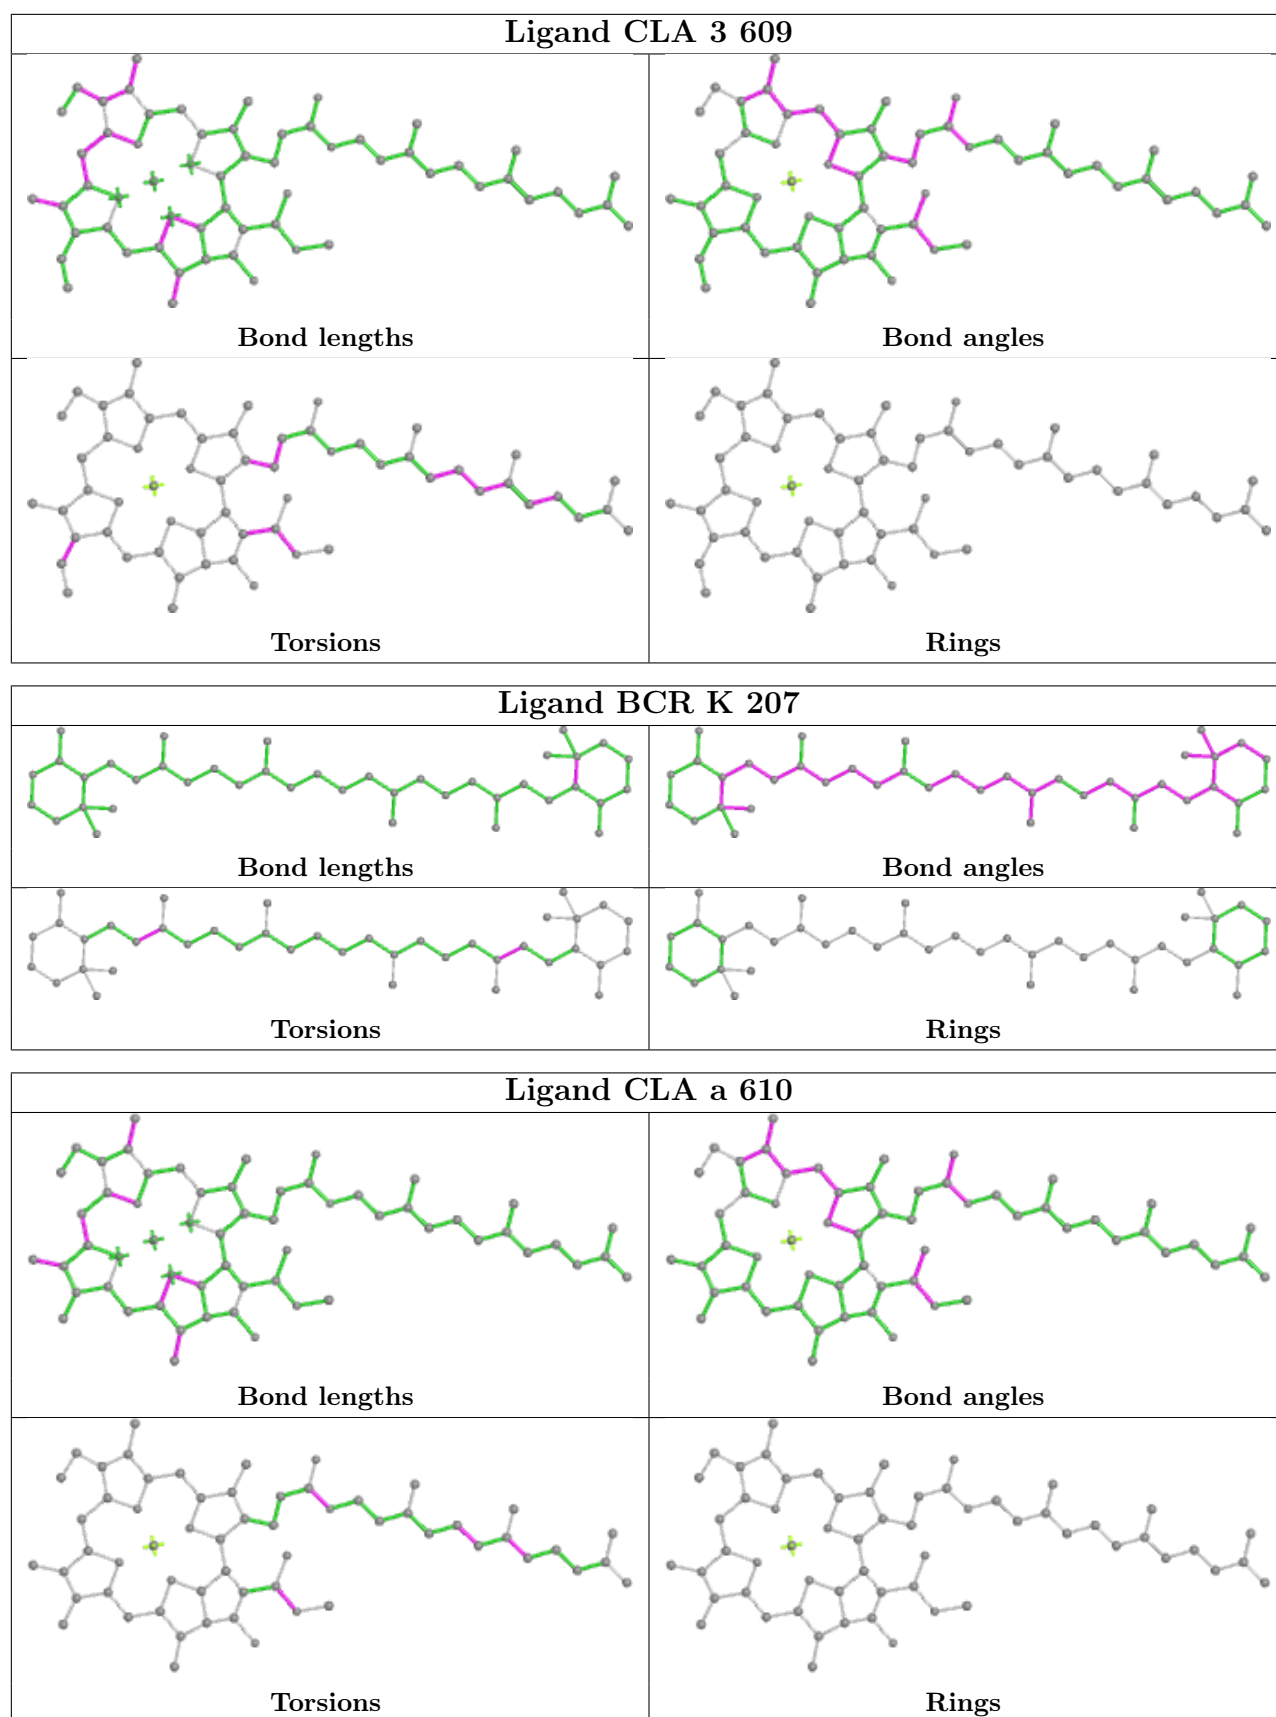 Ligand CLA 3 609
Bond lengths
Bond angles
Torsions
Rings
Ligand BCR K 207
Bond lengths
Bond angles
Torsions
Rings
Ligand CLA a 610
Bond lengths
Bond angles
Torsions
Rings